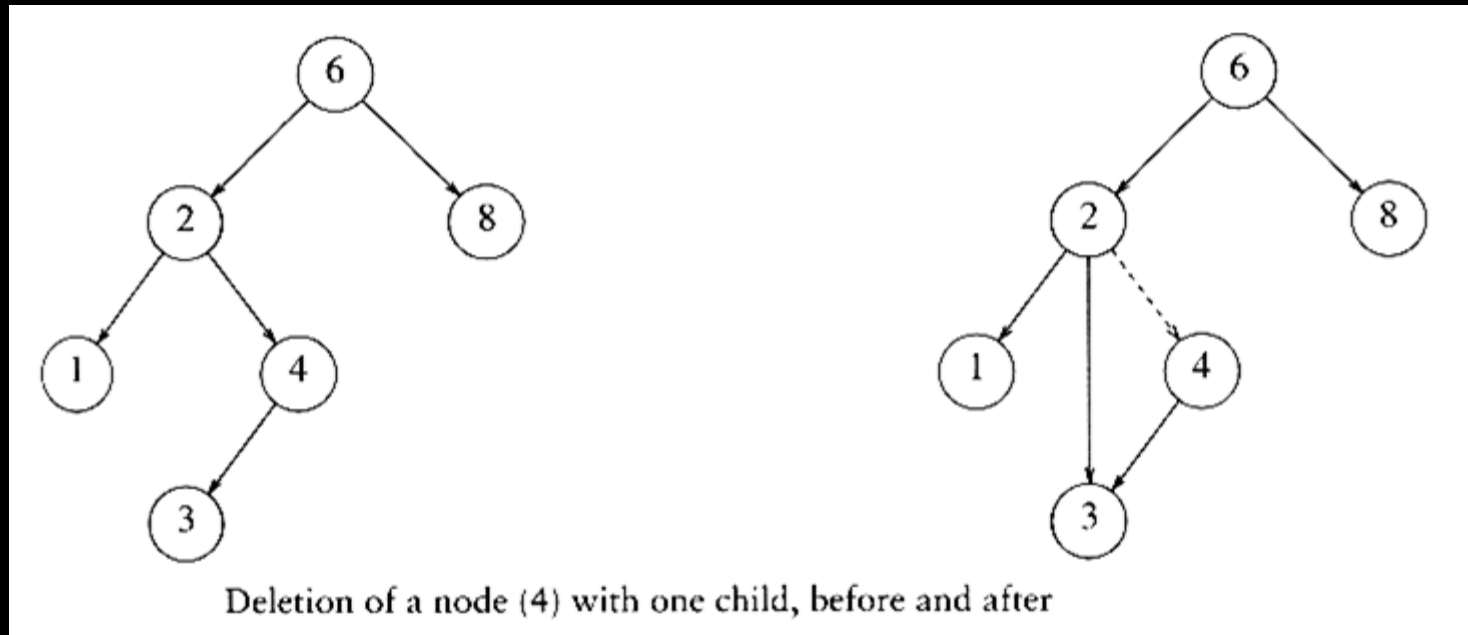 6 6
2 8 2 8
1 4 1 4
3 3
Deletion of a node (4) with one child, before and after